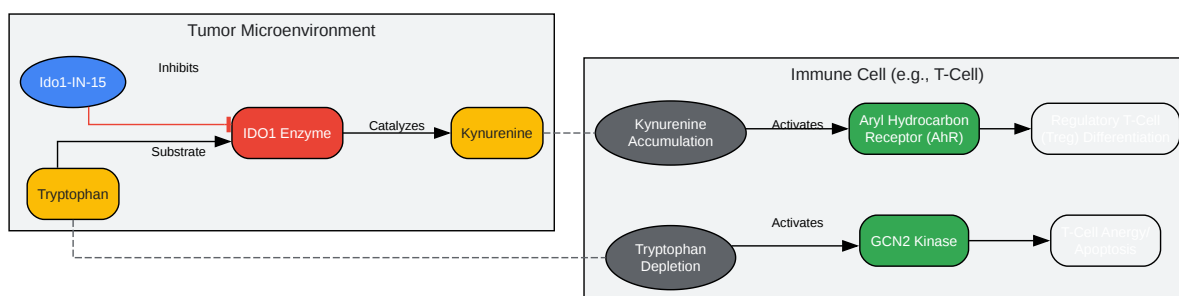 Tumor Microenvironment
Ido1-IN-15
Inhibits
IDO1 Enzyme
Catalyzes
Kynurenine
Substrate
Tryptophan
Immune Cell (e.g., T-Cell)
Kynurenine
Accumulation
Activates
Aryl Hydrocarbon
Receptor (AhR)
Regulatory T-Cell
(Treg) Differentiation
Tryptophan
Depletion
Activates
GCN2 Kinase
T-Cell Anergy/
Apoptosis